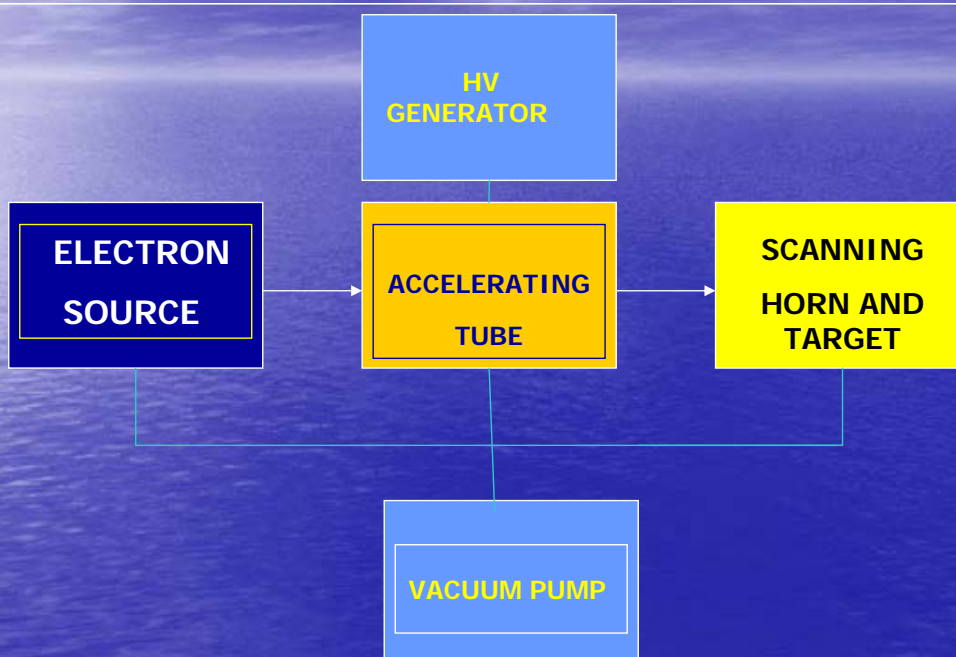 HV
GENERATOR
ELECTRON
SOURCE
ACCELERATING
TUBE
SCANNING
HORN AND
TARGET
VACUUM PUMP